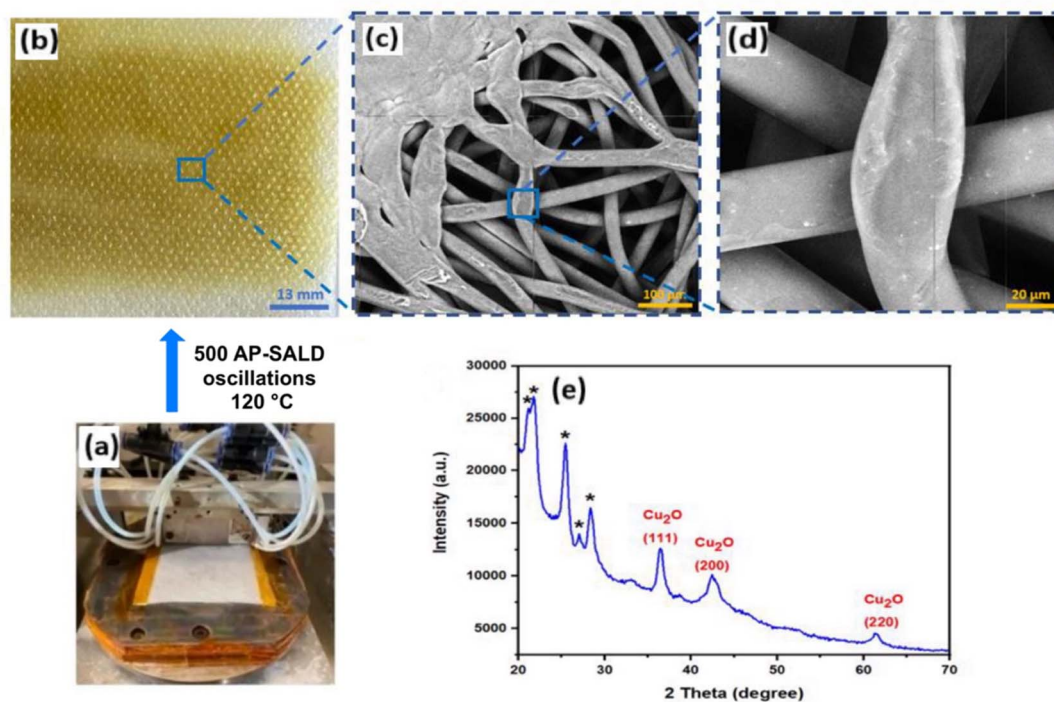 (b)
(c)
(d)
13 mm
100 µm
20 µm
500 AP-SALD
oscillations
120 °C
(a)
(e)
30000
25000
20000
15000
10000
5000
Intensity (a.u.)
* * * * *
Cu₂O
(111)
Cu₂O
(200)
Cu₂O
(220)
20 30 40 50 60 70
2 Theta (degree)